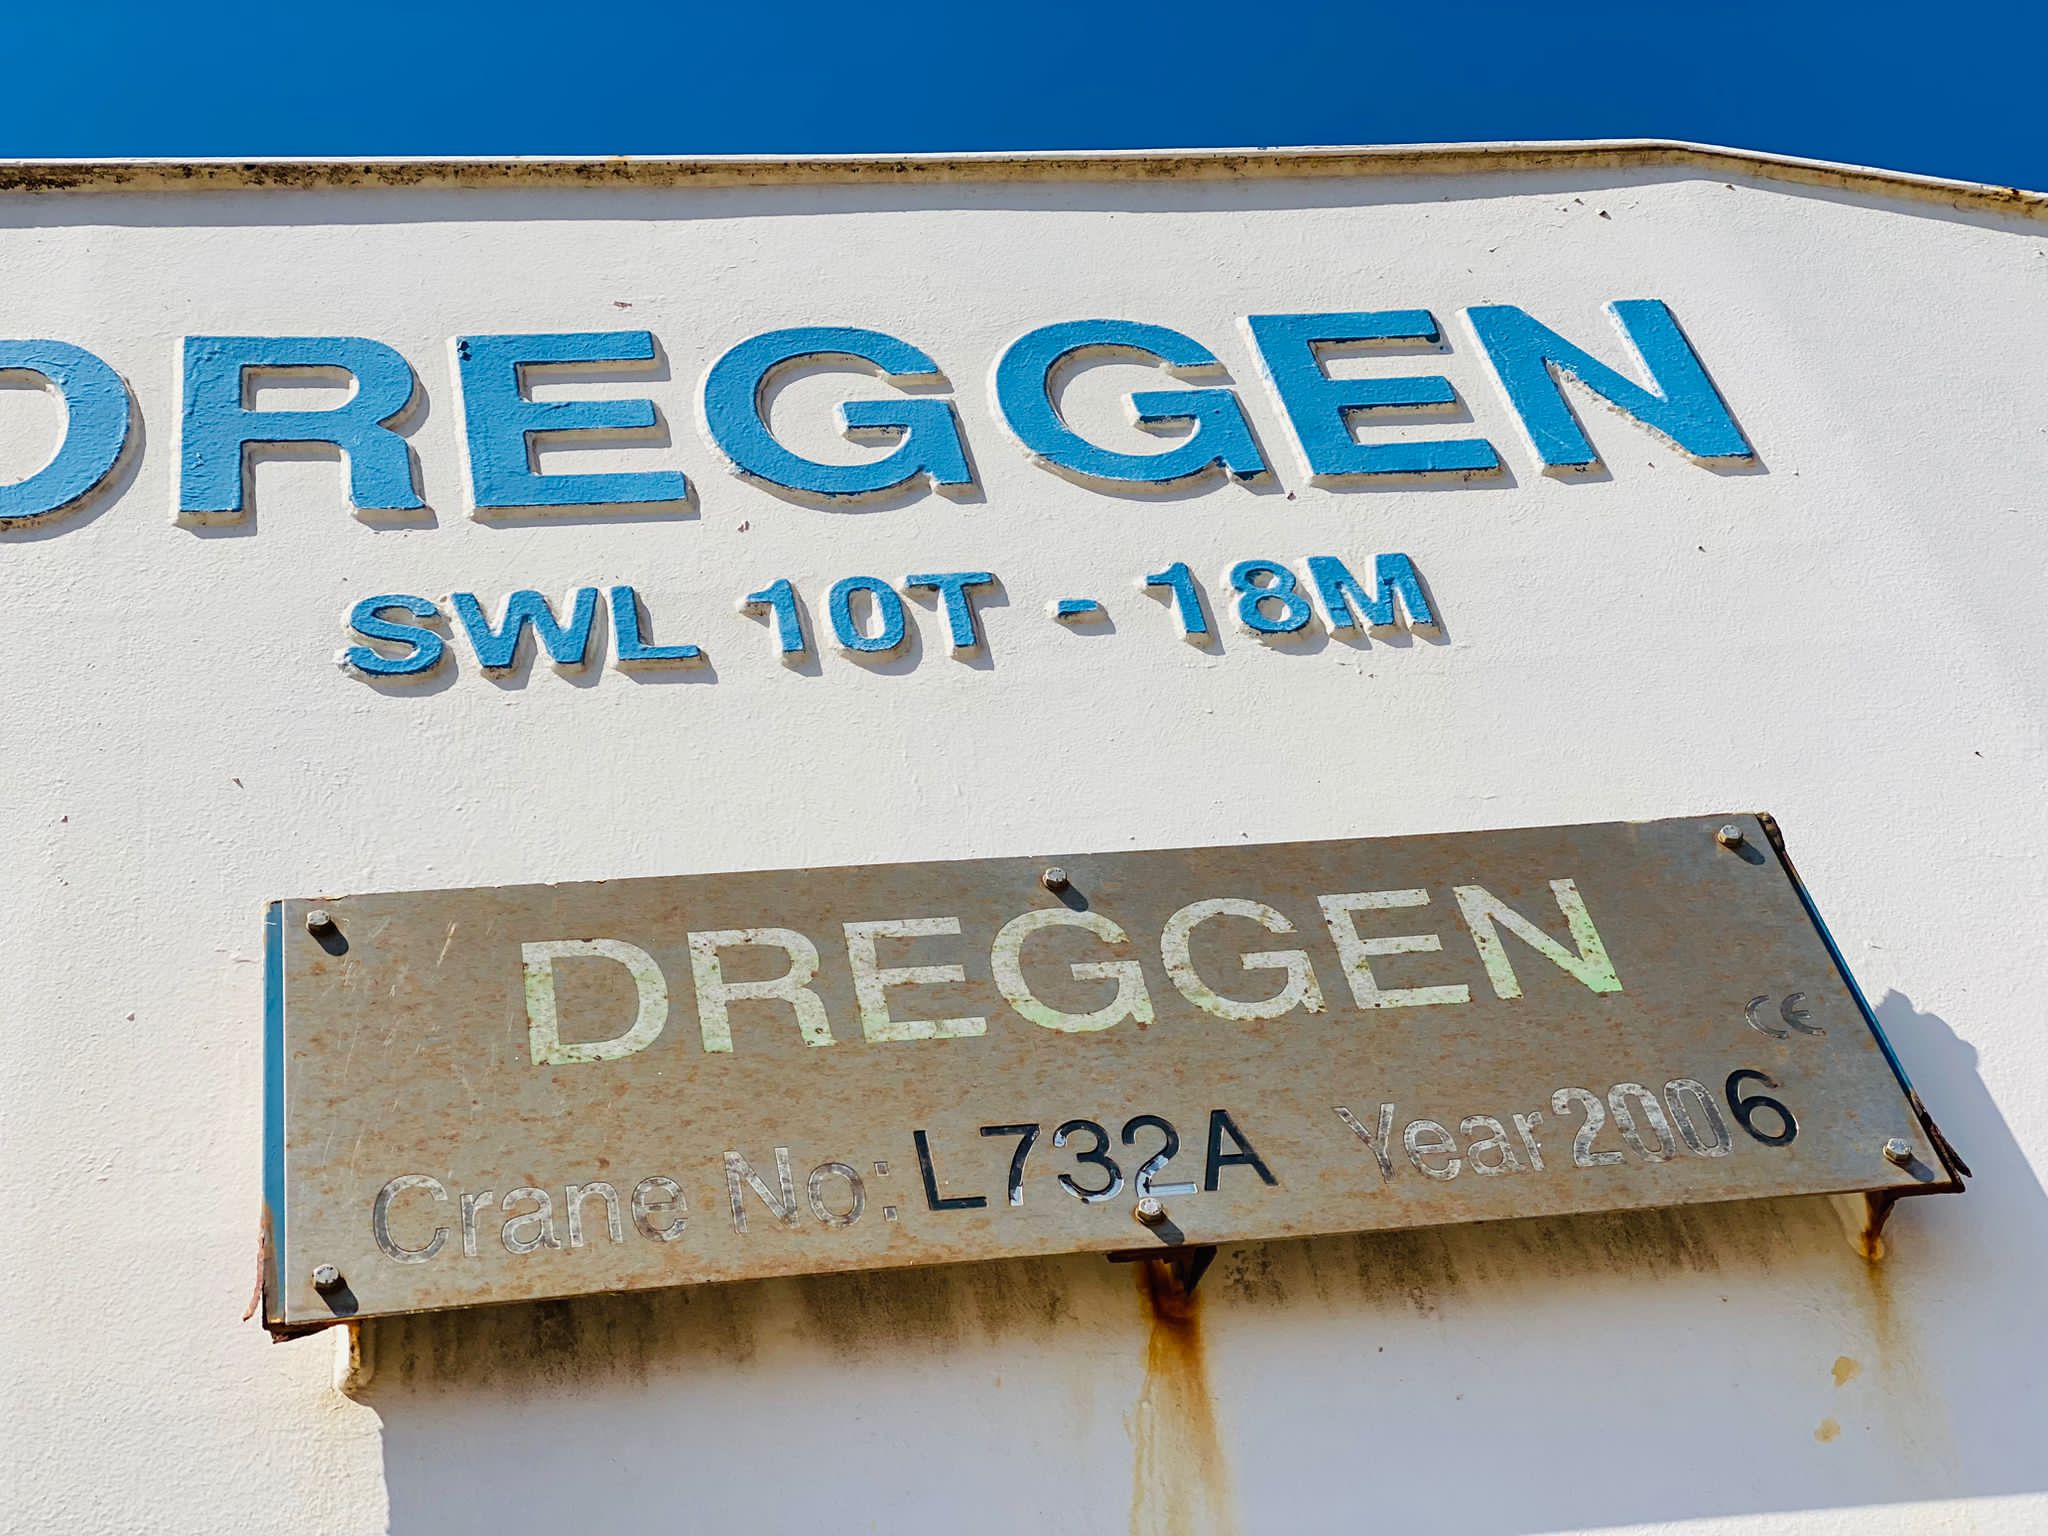 DREGGEN
SWL 10T - 18M
DREGGEN
CE
Crane No: L732A Year 2006